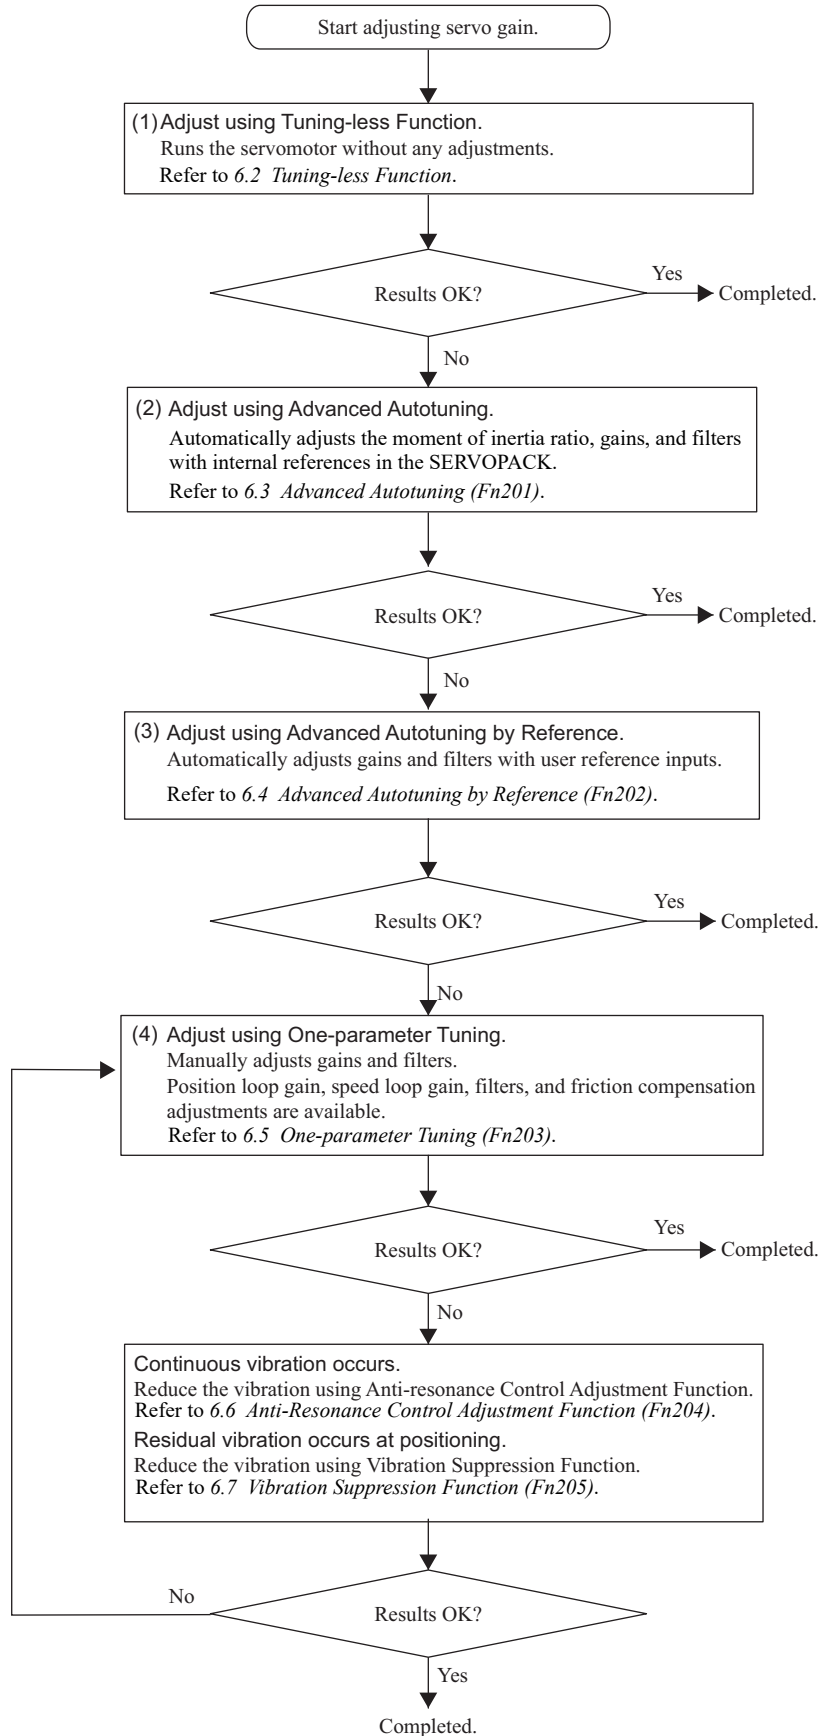 Start adjusting servo gain.
(1) Adjust using Tuning-less Function.
Runs the servomotor without any adjustments.
Refer to 6.2 Tuning-less Function.
Results OK?
Yes
Completed.
No
(2) Adjust using Advanced Autotuning.
Automatically adjusts the moment of inertia ratio, gains, and filters
with internal references in the SERVOPACK.
Refer to 6.3 Advanced Autotuning (Fn201).
Results OK?
Yes
Completed.
No
(3) Adjust using Advanced Autotuning by Reference.
Automatically adjusts gains and filters with user reference inputs.
Refer to 6.4 Advanced Autotuning by Reference (Fn202).
Results OK?
Yes
Completed.
No
(4) Adjust using One-parameter Tuning.
Manually adjusts gains and filters.
Position loop gain, speed loop gain, filters, and friction compensation
adjustments are available.
Refer to 6.5 One-parameter Tuning (Fn203).
Results OK?
Yes
Completed.
No
Continuous vibration occurs.
Reduce the vibration using Anti-resonance Control Adjustment Function.
Refer to 6.6 Anti-Resonance Control Adjustment Function (Fn204).
Residual vibration occurs at positioning.
Reduce the vibration using Vibration Suppression Function.
Refer to 6.7 Vibration Suppression Function (Fn205).
No
Results OK?
Yes
Completed.